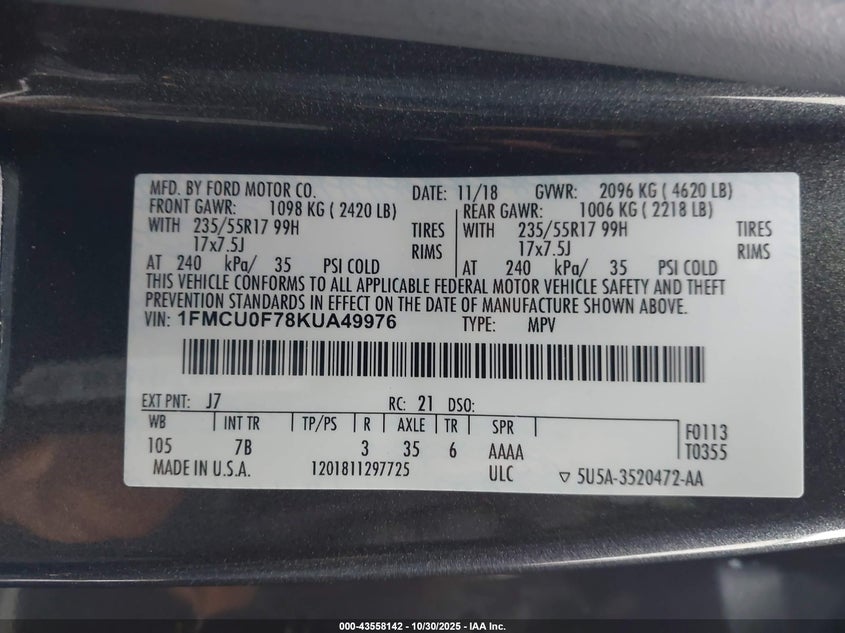 MFD. BY FORD MOTOR CO. DATE: 11/18 GVWR: 2096 KG ( 4620 LB)
FRONT GAWR: 1098 KG ( 2420 LB) REAR GAWR: 1006 KG ( 2218 LB)
WITH 235/55R17 99H TIRES WITH 235/55R17 99H TIRES
17x7.5J RIMS 17x7.5J RIMS
AT 240 kPa/ 35 PSI COLD AT 240 kPa/ 35 PSI COLD
THIS VEHICLE CONFORMS TO ALL APPLICABLE FEDERAL MOTOR VEHICLE SAFETY AND THEFT
PREVENTION STANDARDS IN EFFECT ON THE DATE OF MANUFACTURE SHOWN ABOVE.
VIN: 1FMCU0F78KUA49976 TYPE: MPV
EXT PNT: J7 RC: 21 DSO:
WB INT TR TP/PS R AXLE TR SPR F0113
105 7B 3 35 6 AAAA T0355
MADE IN U.S.A. 1201811297725 ULC ▽ 5U5A-3520472-AA
000-43558142 - 10/30/2025 - IAA Inc.